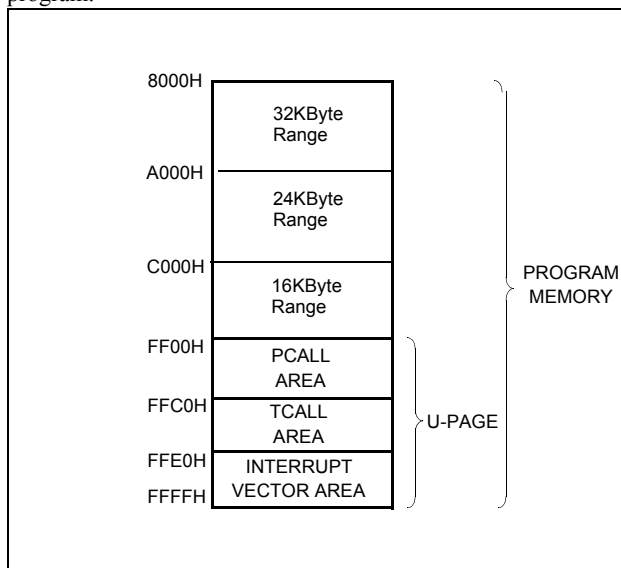 program.
8000H
32KByte
Range
A000H
24KByte
Range
C000H
16KByte
Range
PROGRAM
MEMORY
FF00H
PCALL
AREA
FFC0H
TCALL
AREA
U-PAGE
FFE0H
INTERRUPT
VECTOR AREA
FFFFH